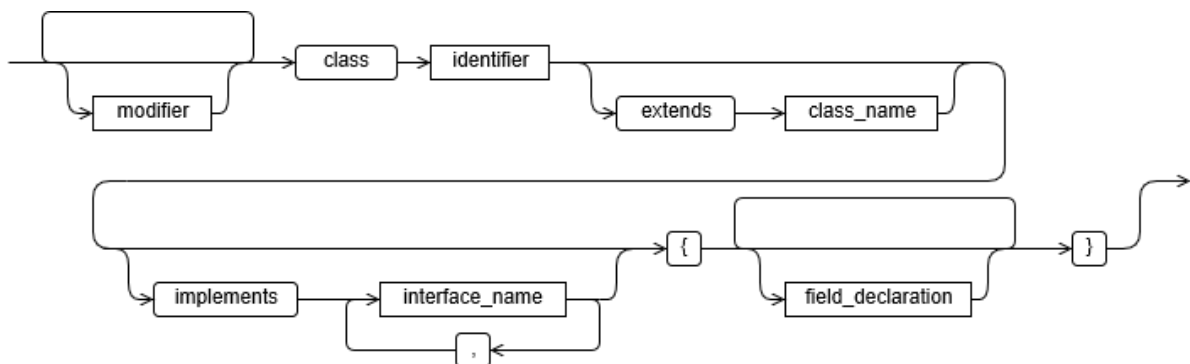 class identifier
modifier extends class_name
{ }
implements interface_name field_declaration
,